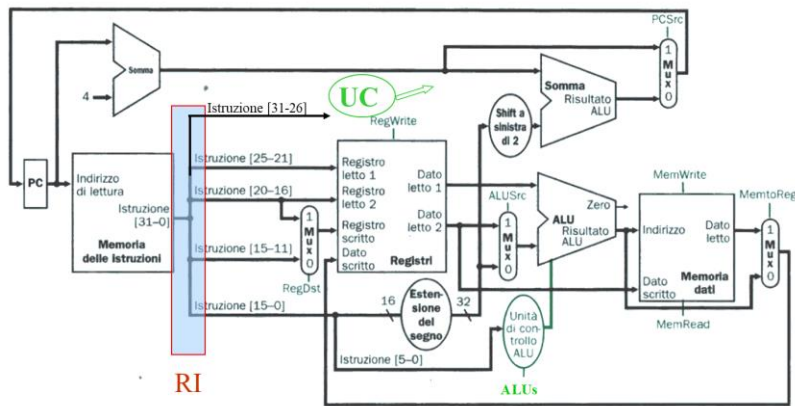 PCSrc
1
Mux
0
Somma
4
Somma
Risultato
ALU
UC
Istruzione [31-26]
Shift a
sinistra
di 2
RegWrite
PC
Indirizzo
di lettura
Istruzione
[31–0]
Memoria
delle istruzioni
Istruzione [25–21]
Istruzione [20–16]
Istruzione [15–11]
Istruzione [15–0]
1
Mux
0
RegDst
Registro
letto 1
Registro
letto 2
Registro
scritto
Dato
scritto
Dato
letto 1
Dato
letto 2
Registri
ALUSrc
1
Mux
0
Zero
ALU
Risultato
ALU
MemWrite
Indirizzo
Dato
letto
Dato
scritto
Memoria
dati
MemRead
MemtoReg
1
Mux
0
16
Esten-
sione
del
segno
32
Unità
di con-
trollo
ALU
Istruzione [5–0]
RI
ALUs